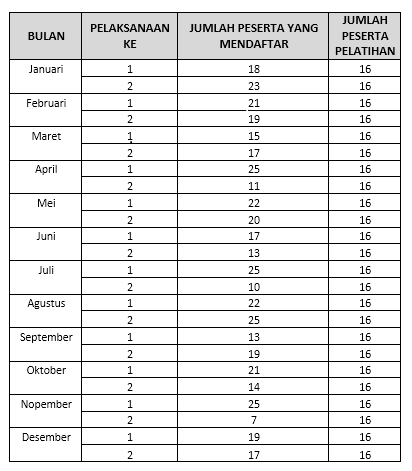 BULAN PELAKSANAAN KE JUMLAH PESERTA YANG MENDAFTAR JUMLAH PESERTA PELATIHAN
Januari 1 18 16
2 23 16
Februari 1 21 16
2 19 16
Maret 1 15 16
2 17 16
April 1 25 16
2 11 16
Mei 1 22 16
2 20 16
Juni 1 17 16
2 13 16
Juli 1 25 16
2 10 16
Agustus 1 22 16
2 25 16
September 1 13 16
2 19 16
Oktober 1 21 16
2 14 16
Nopember 1 25 16
2 7 16
Desember 1 19 16
2 17 16